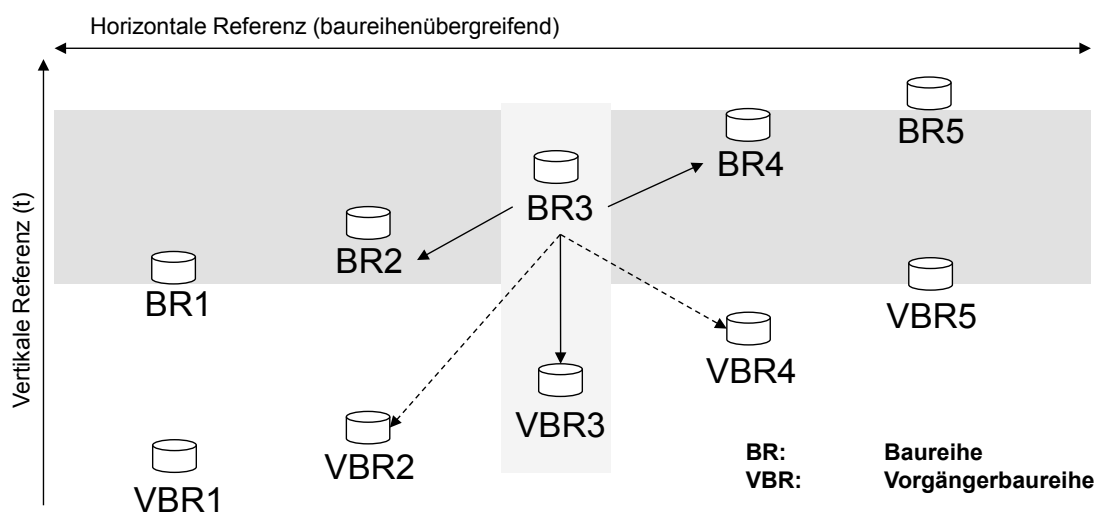 Horizontale Referenz (baureihenübergreifend)
Vertikale Referenz (t)
BR5
BR4
BR3
BR2
BR1
VBR5
VBR4
VBR3
VBR2
VBR1
BR: Baureihe
VBR: Vorgängerbaureihe